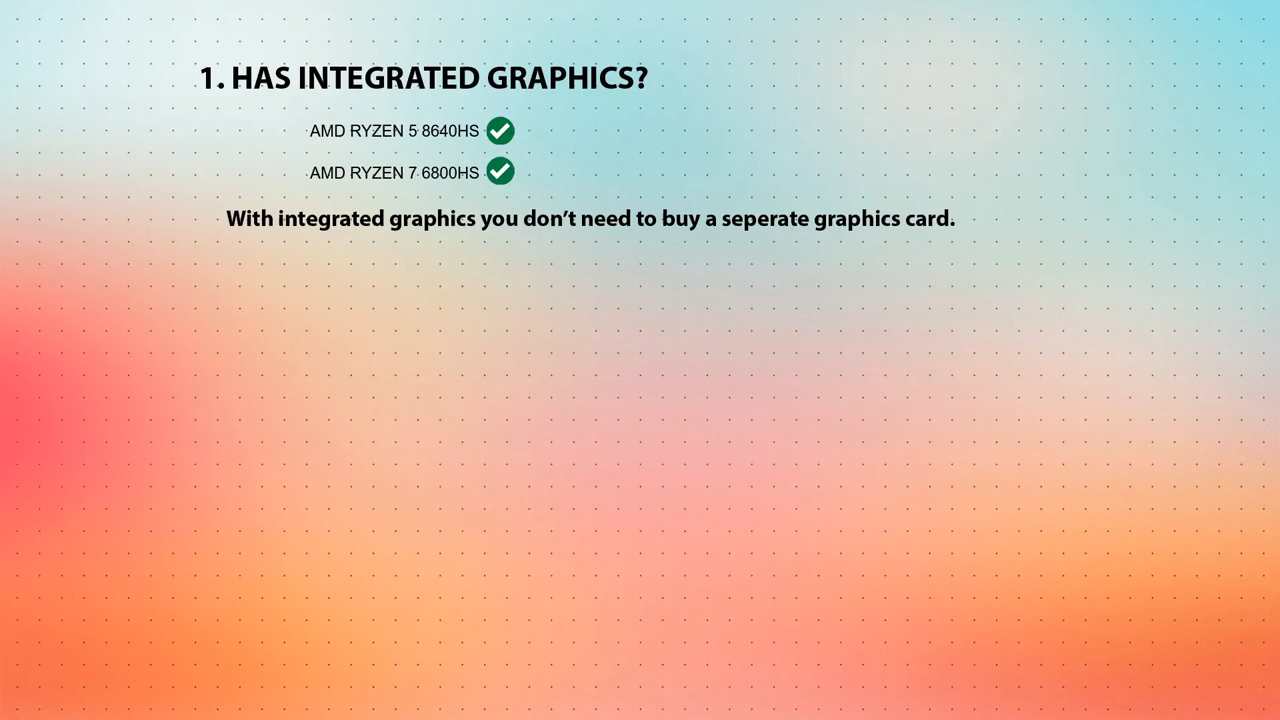 1. HAS INTEGRATED GRAPHICS?
AMD RYZEN 5 8640HS
AMD RYZEN 7 6800HS
With integrated graphics you don’t need to buy a seperate graphics card.